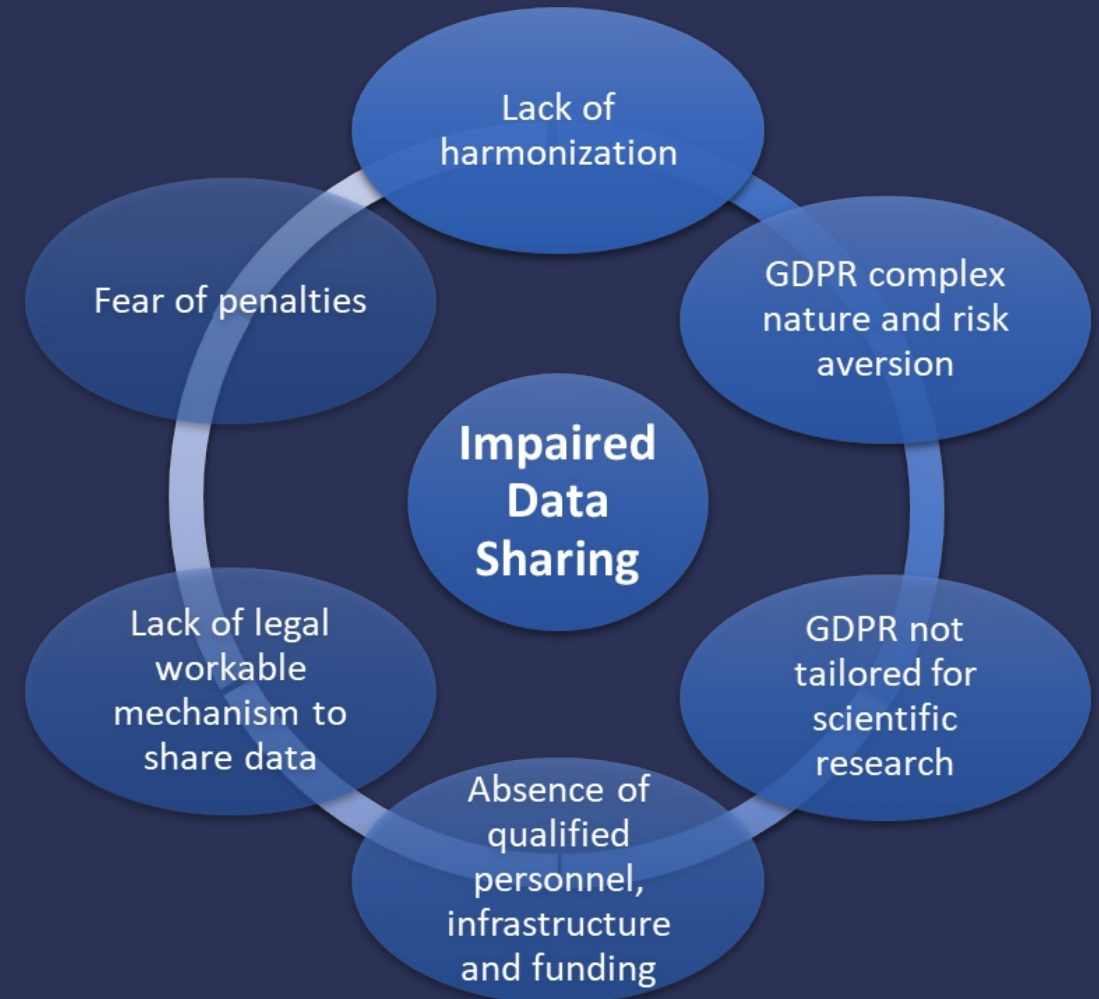 Lack of
harmonization
GDPR complex
nature and risk
aversion
GDPR not
tailored for
scientific
research
Absence of
qualified
personnel,
infrastructure
and funding
Lack of legal
workable
mechanism to
share data
Fear of penalties
Impaired
Data
Sharing